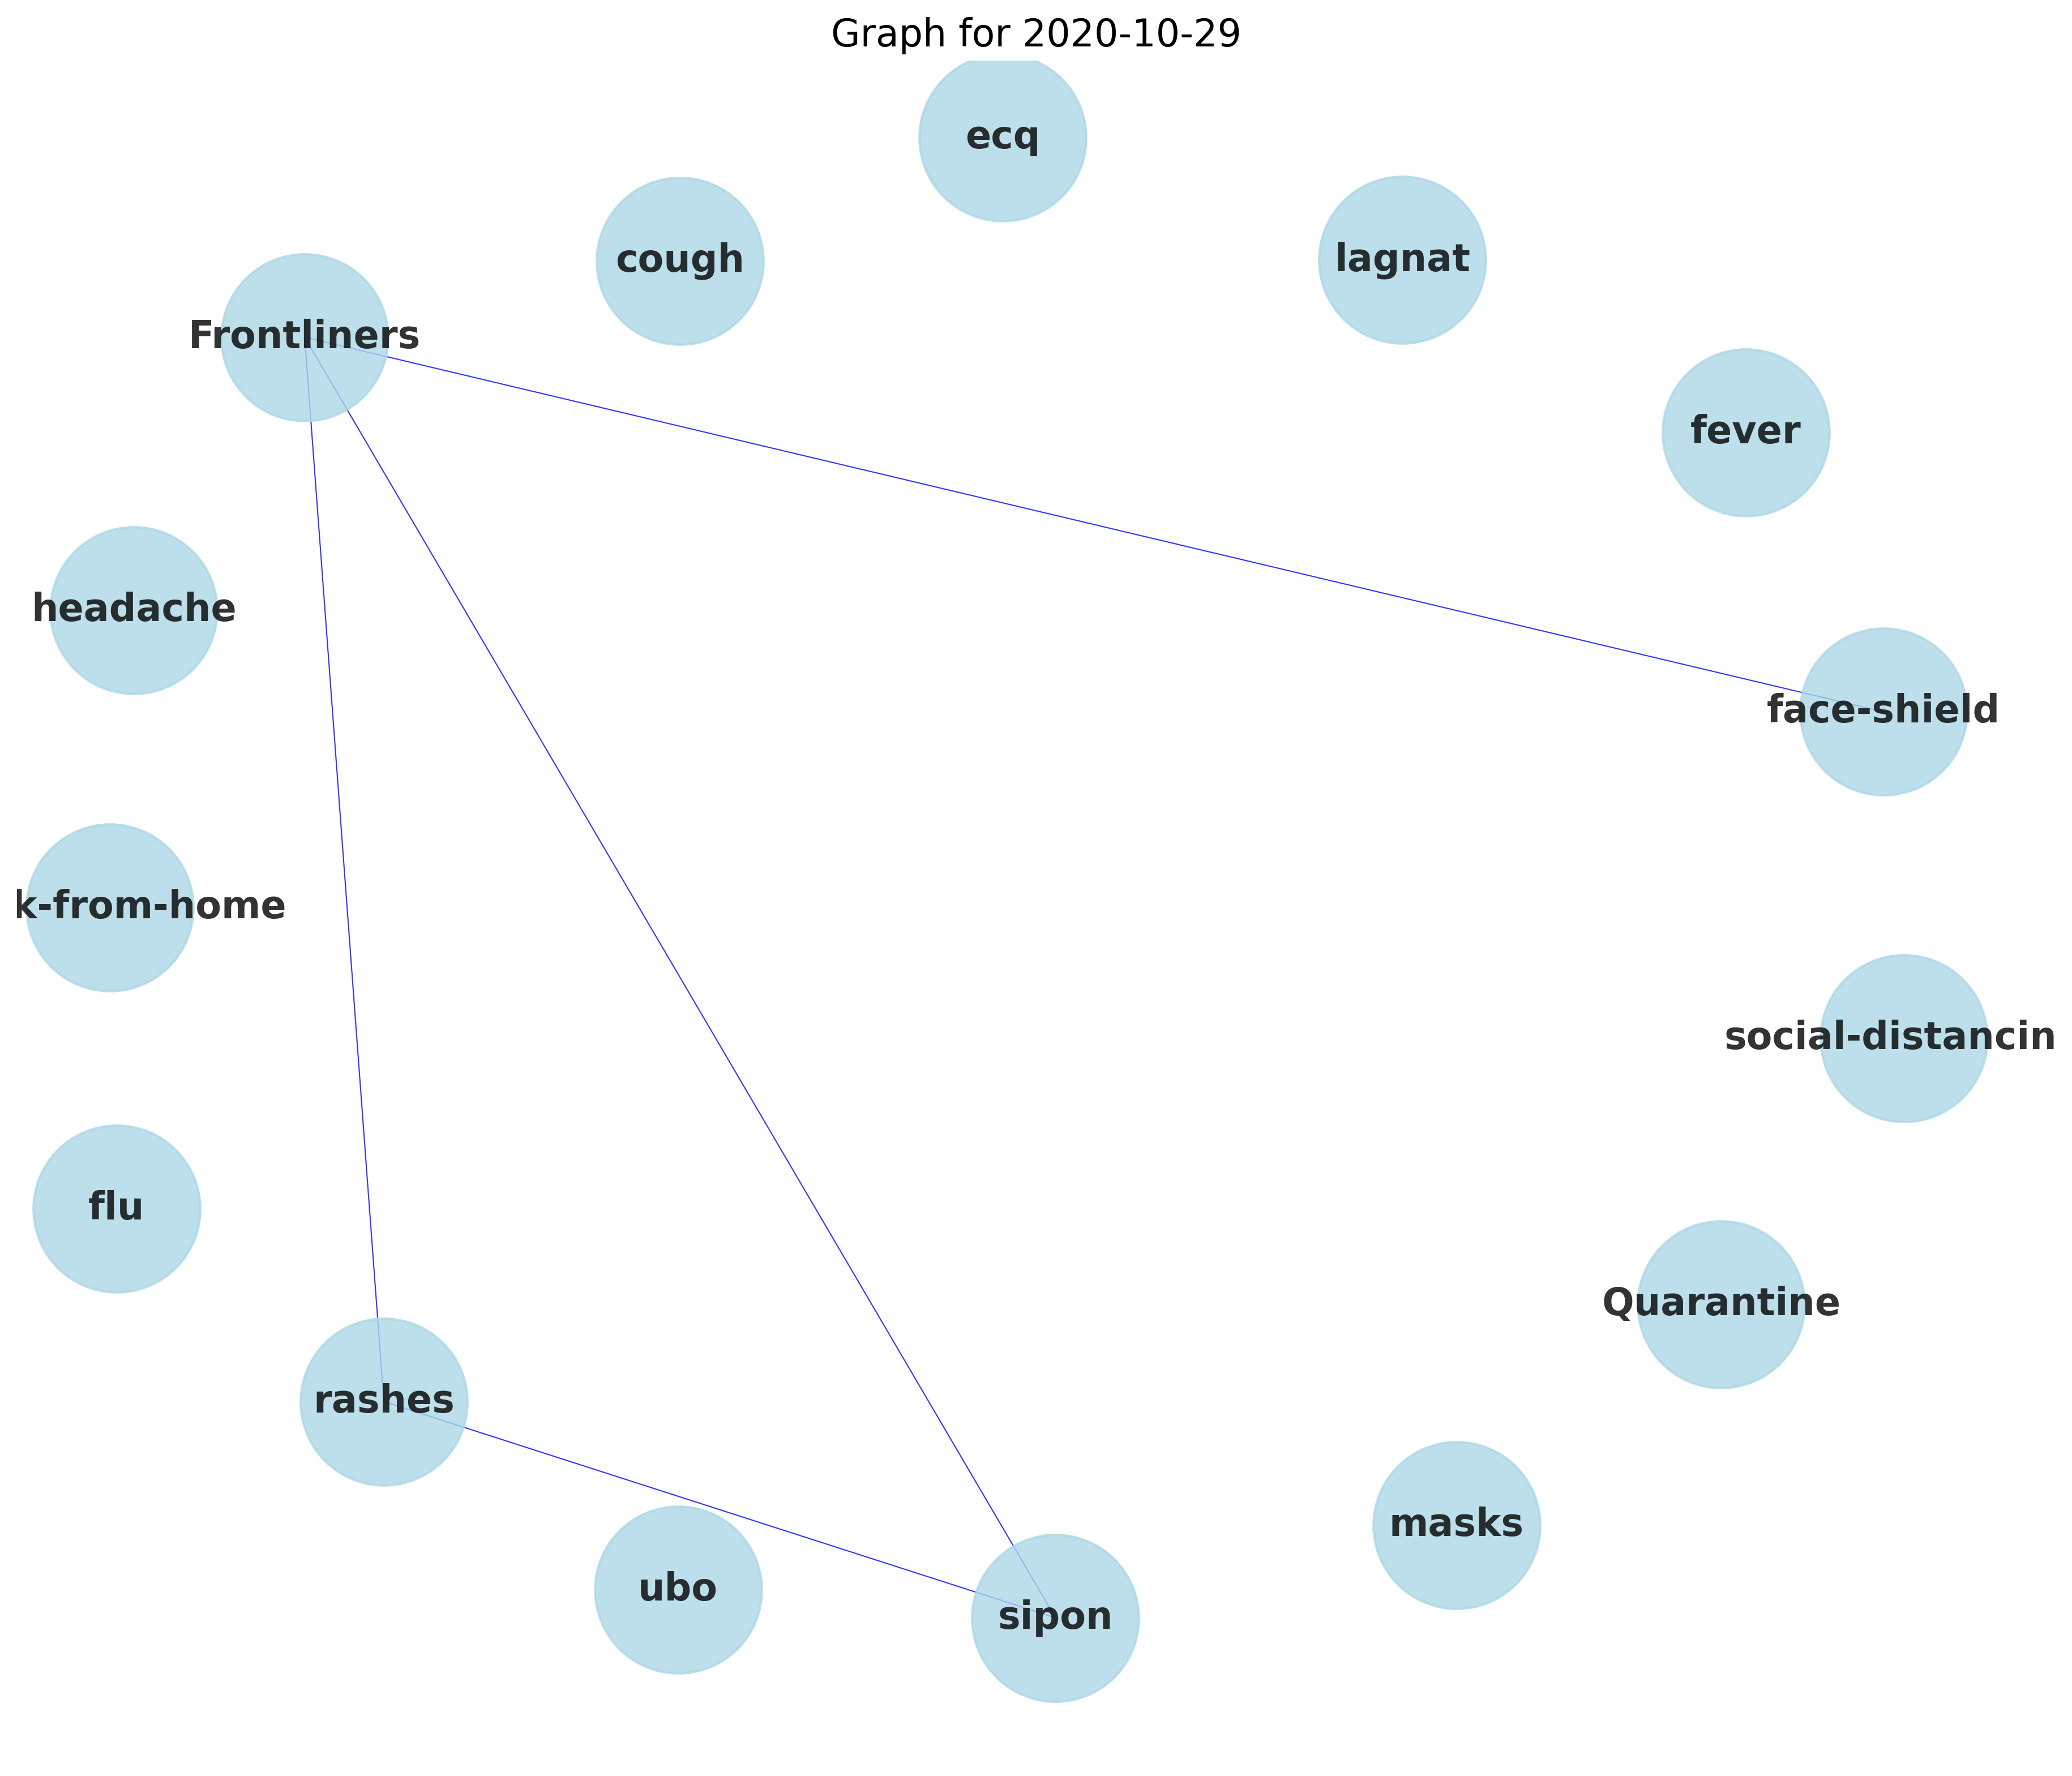 Graph for 2020-10-29
ecq
cough
lagnat
Frontliners
fever
headache
face-shield
k-from-home
social-distancin
flu
Quarantine
rashes
masks
ubo
sipon